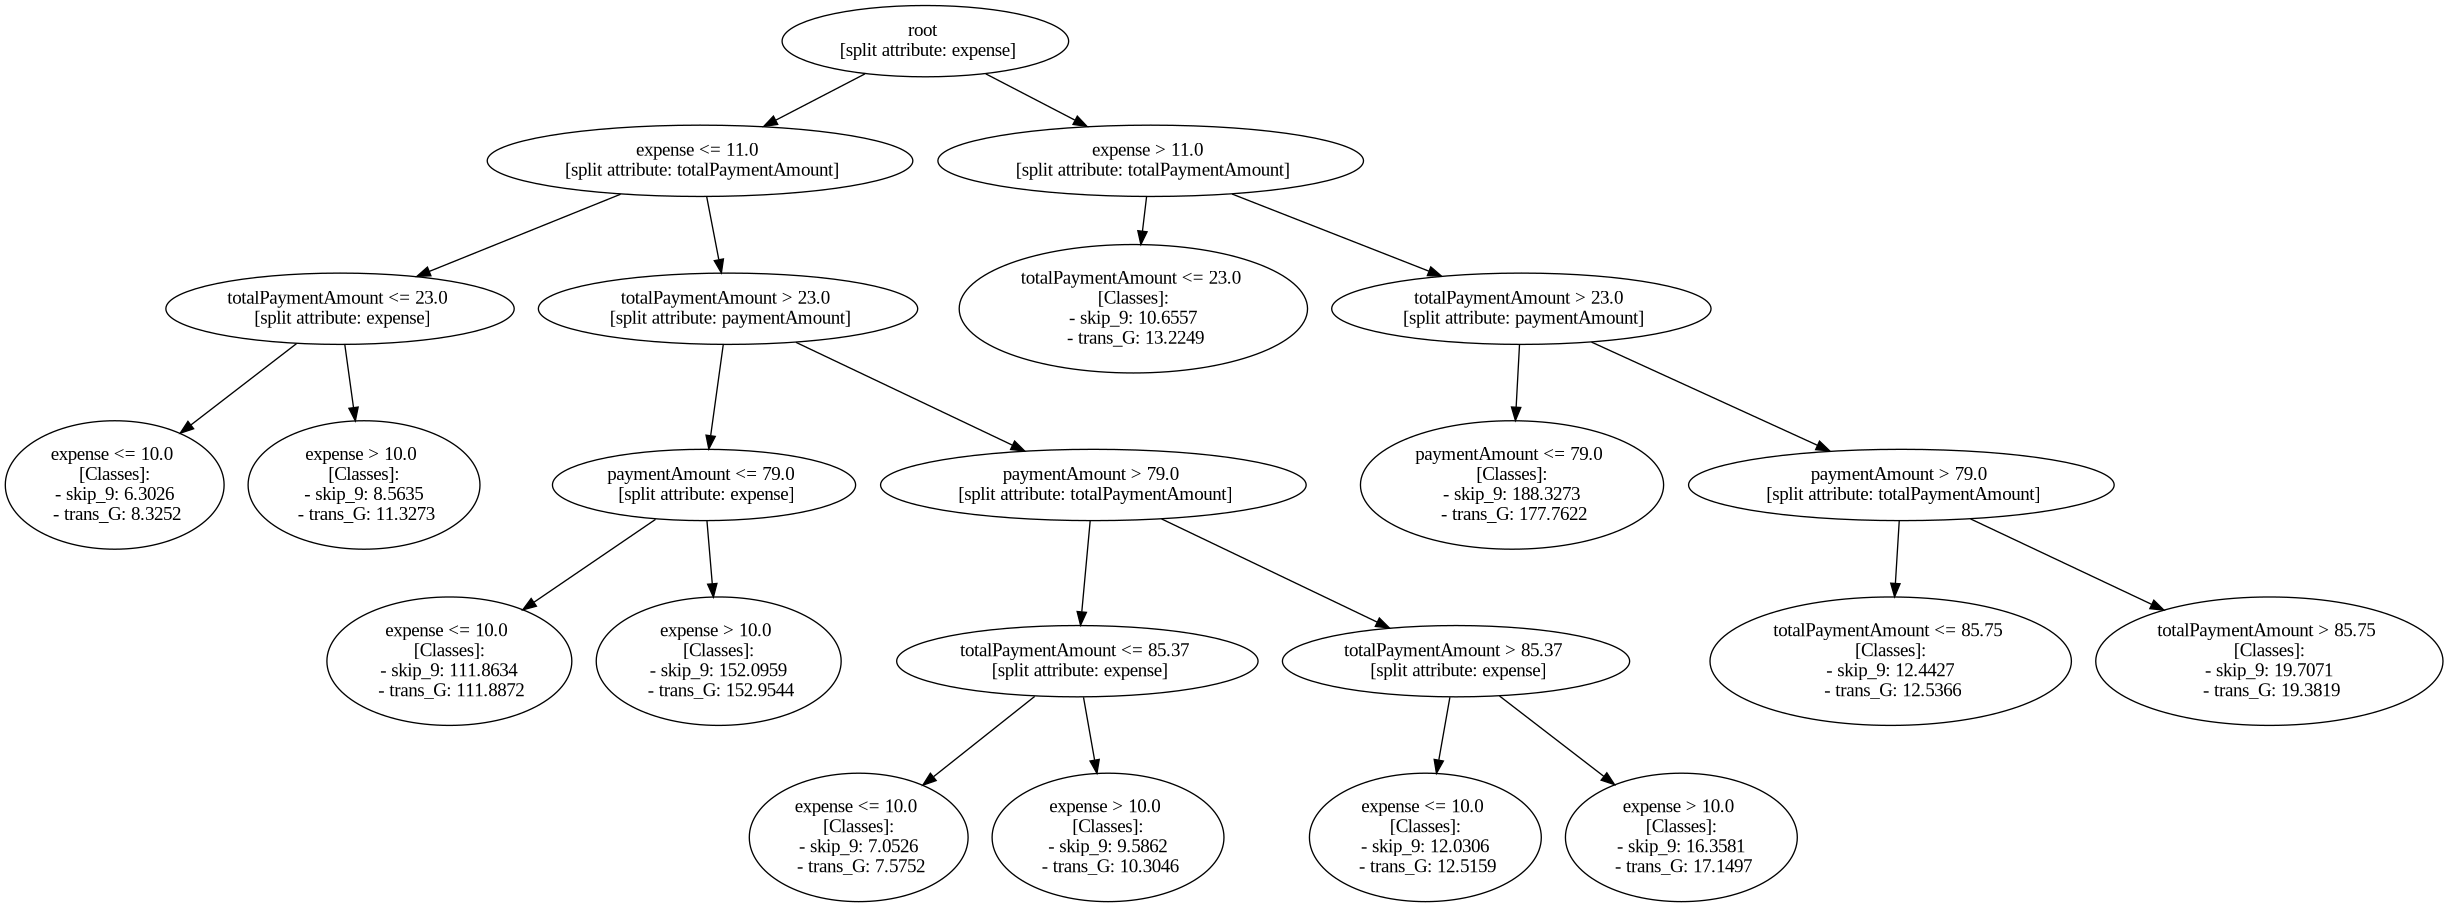 root
[split attribute: expense]
expense <= 11.0
[split attribute: totalPaymentAmount]
expense > 11.0
[split attribute: totalPaymentAmount]
totalPaymentAmount <= 23.0
[split attribute: expense]
totalPaymentAmount > 23.0
[split attribute: paymentAmount]
totalPaymentAmount <= 23.0
[Classes]:
- skip_9: 10.6557
- trans_G: 13.2249
totalPaymentAmount > 23.0
[split attribute: paymentAmount]
expense <= 10.0
[Classes]:
- skip_9: 6.3026
- trans_G: 8.3252
expense > 10.0
[Classes]:
- skip_9: 8.5635
- trans_G: 11.3273
paymentAmount <= 79.0
[split attribute: expense]
paymentAmount > 79.0
[split attribute: totalPaymentAmount]
paymentAmount <= 79.0
[Classes]:
- skip_9: 188.3273
- trans_G: 177.7622
paymentAmount > 79.0
[split attribute: totalPaymentAmount]
expense <= 10.0
[Classes]:
- skip_9: 111.8634
- trans_G: 111.8872
expense > 10.0
[Classes]:
- skip_9: 152.0959
- trans_G: 152.9544
totalPaymentAmount <= 85.37
[split attribute: expense]
totalPaymentAmount > 85.37
[split attribute: expense]
totalPaymentAmount <= 85.75
[Classes]:
- skip_9: 12.4427
- trans_G: 12.5366
totalPaymentAmount > 85.75
[Classes]:
- skip_9: 19.7071
- trans_G: 19.3819
expense <= 10.0
[Classes]:
- skip_9: 7.0526
- trans_G: 7.5752
expense > 10.0
[Classes]:
- skip_9: 9.5862
- trans_G: 10.3046
expense <= 10.0
[Classes]:
- skip_9: 12.0306
- trans_G: 12.5159
expense > 10.0
[Classes]:
- skip_9: 16.3581
- trans_G: 17.1497